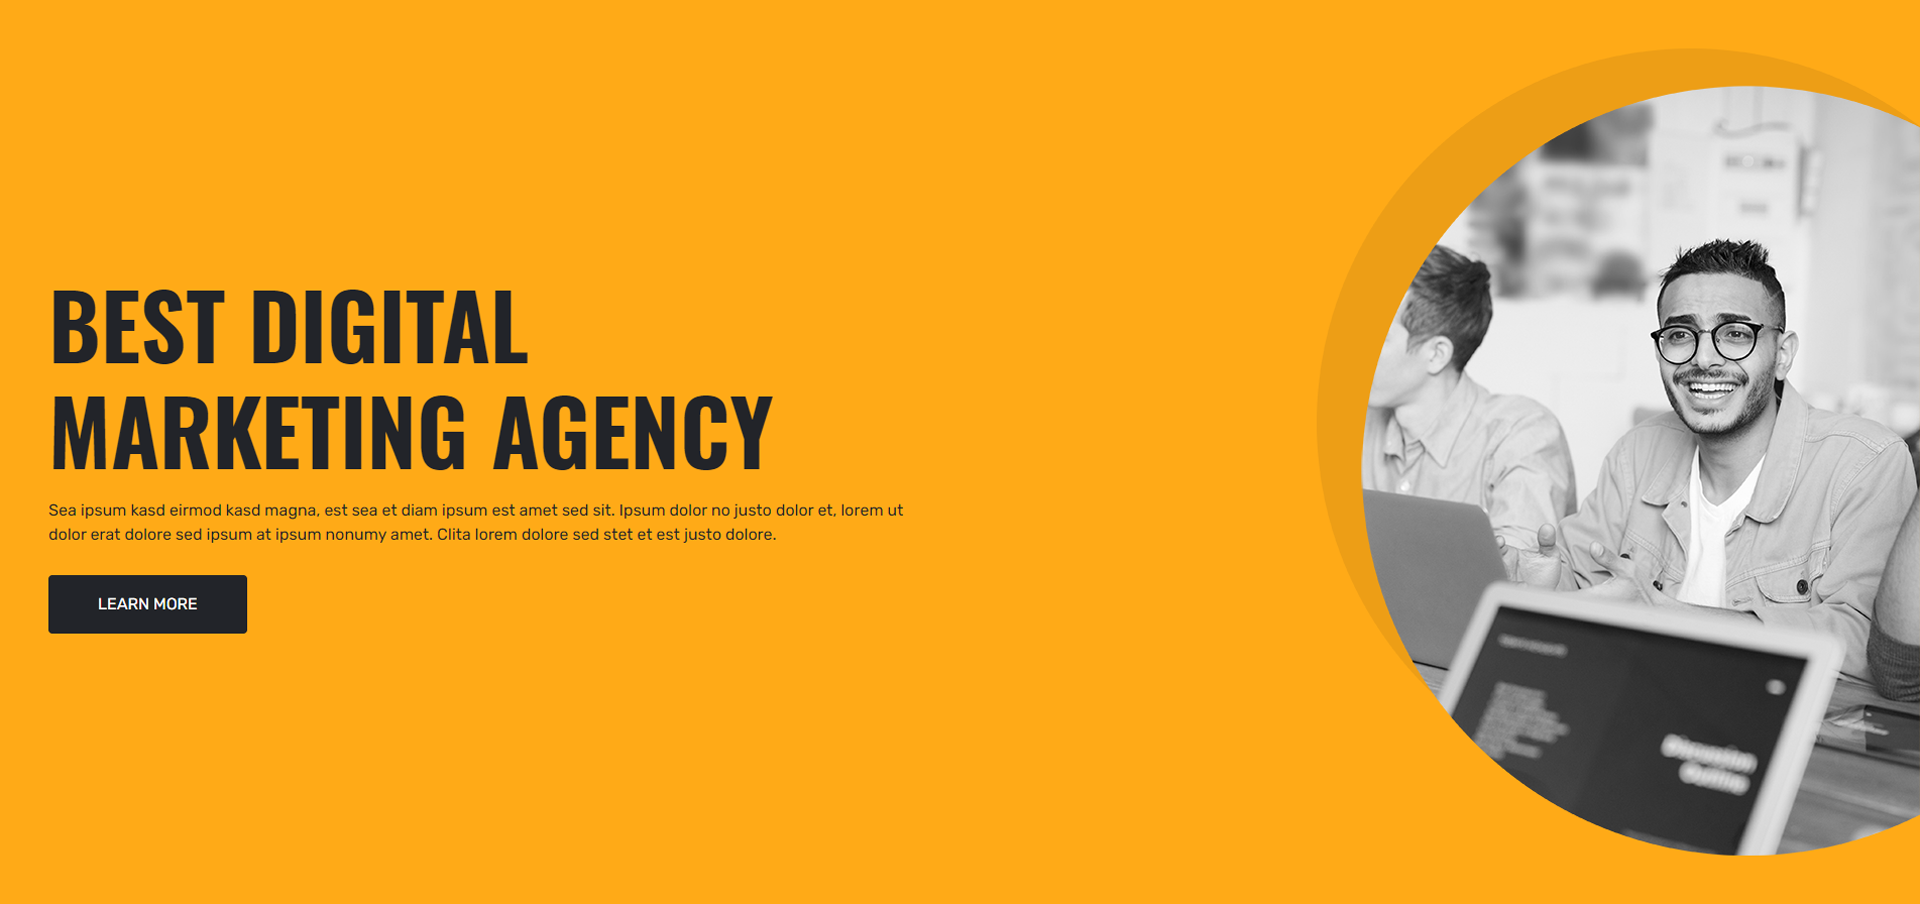 BEST DIGITAL
MARKETING AGENCY
Sea ipsum kasd eirmod kasd magna, est sea et diam ipsum est amet sed sit. Ipsum dolor no justo dolor et, lorem ut
dolor erat dolore sed ipsum at ipsum nonumy amet. Clita lorem dolore sed stet et est justo dolore.
LEARN MORE